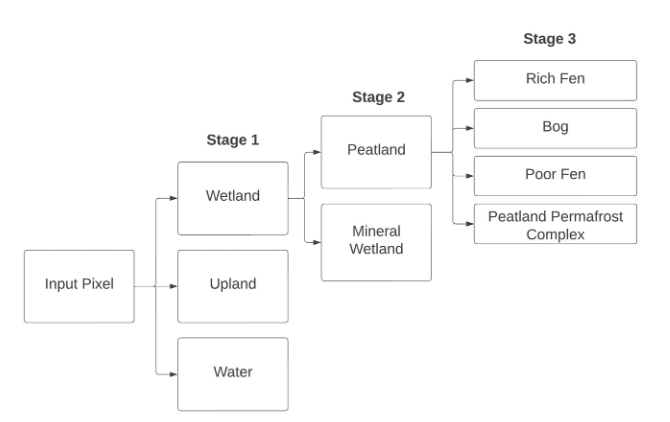 Stage 3
Rich Fen
Stage 2
Bog
Peatland
Stage 1
Poor Fen
Wetland
Peatland Permafrost
Complex
Mineral
Wetland
Input Pixel
Upland
Water